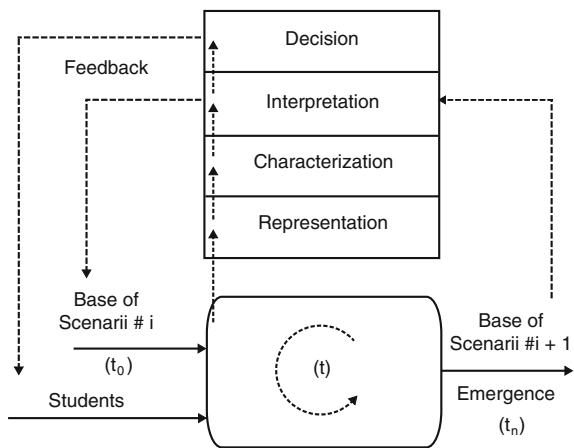 Decision
Feedback
Interpretation
Characterization
Representation
Base of
Scenarii # i
(t0)
Students
(t)
Base of
Scenarii #i + 1
Emergence
(tn)